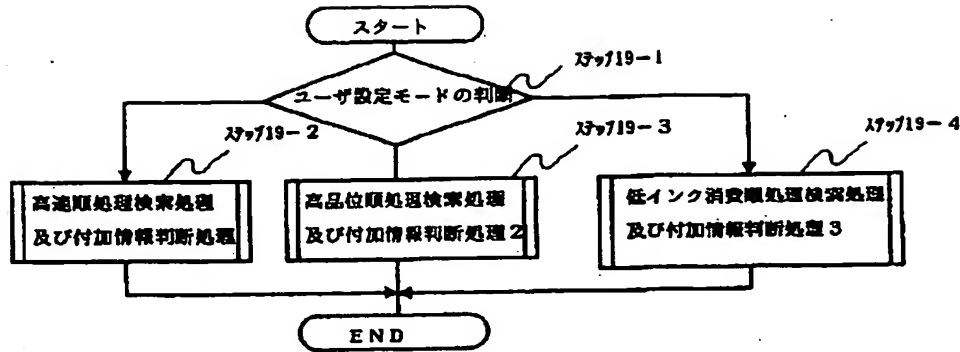 スタート
ステップ19-1
ユーザ設定モードの判断
ステップ19-2
ステップ19-3
ステップ19-4
高速順処理検索処理
及び付加情報判断処理
高品位順処理検索処理
及び付加情報判断処理2
低インク消費順処理検索処理
及び付加情報判断処理3
END